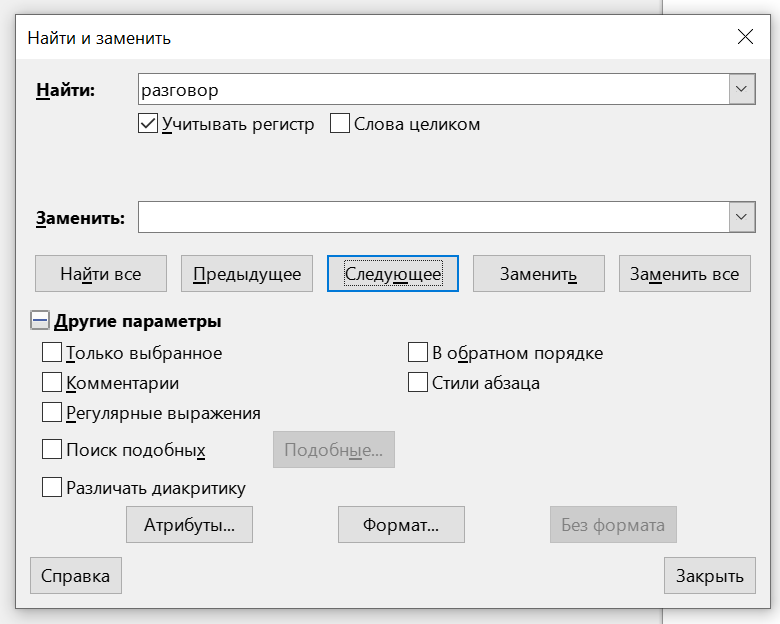 Найти и заменить
Найти: разговор
Учитывать регистр Слова целиком
Заменить:
Найти все Предыдущее Следующее Заменить Заменить все
Другие параметры
Только выбранное В обратном порядке
Комментарии Стили абзаца
Регулярные выражения
Поиск подобных Подобные...
Различать диакритику
Атрибуты... Формат... Без формата
Справка Закрыть